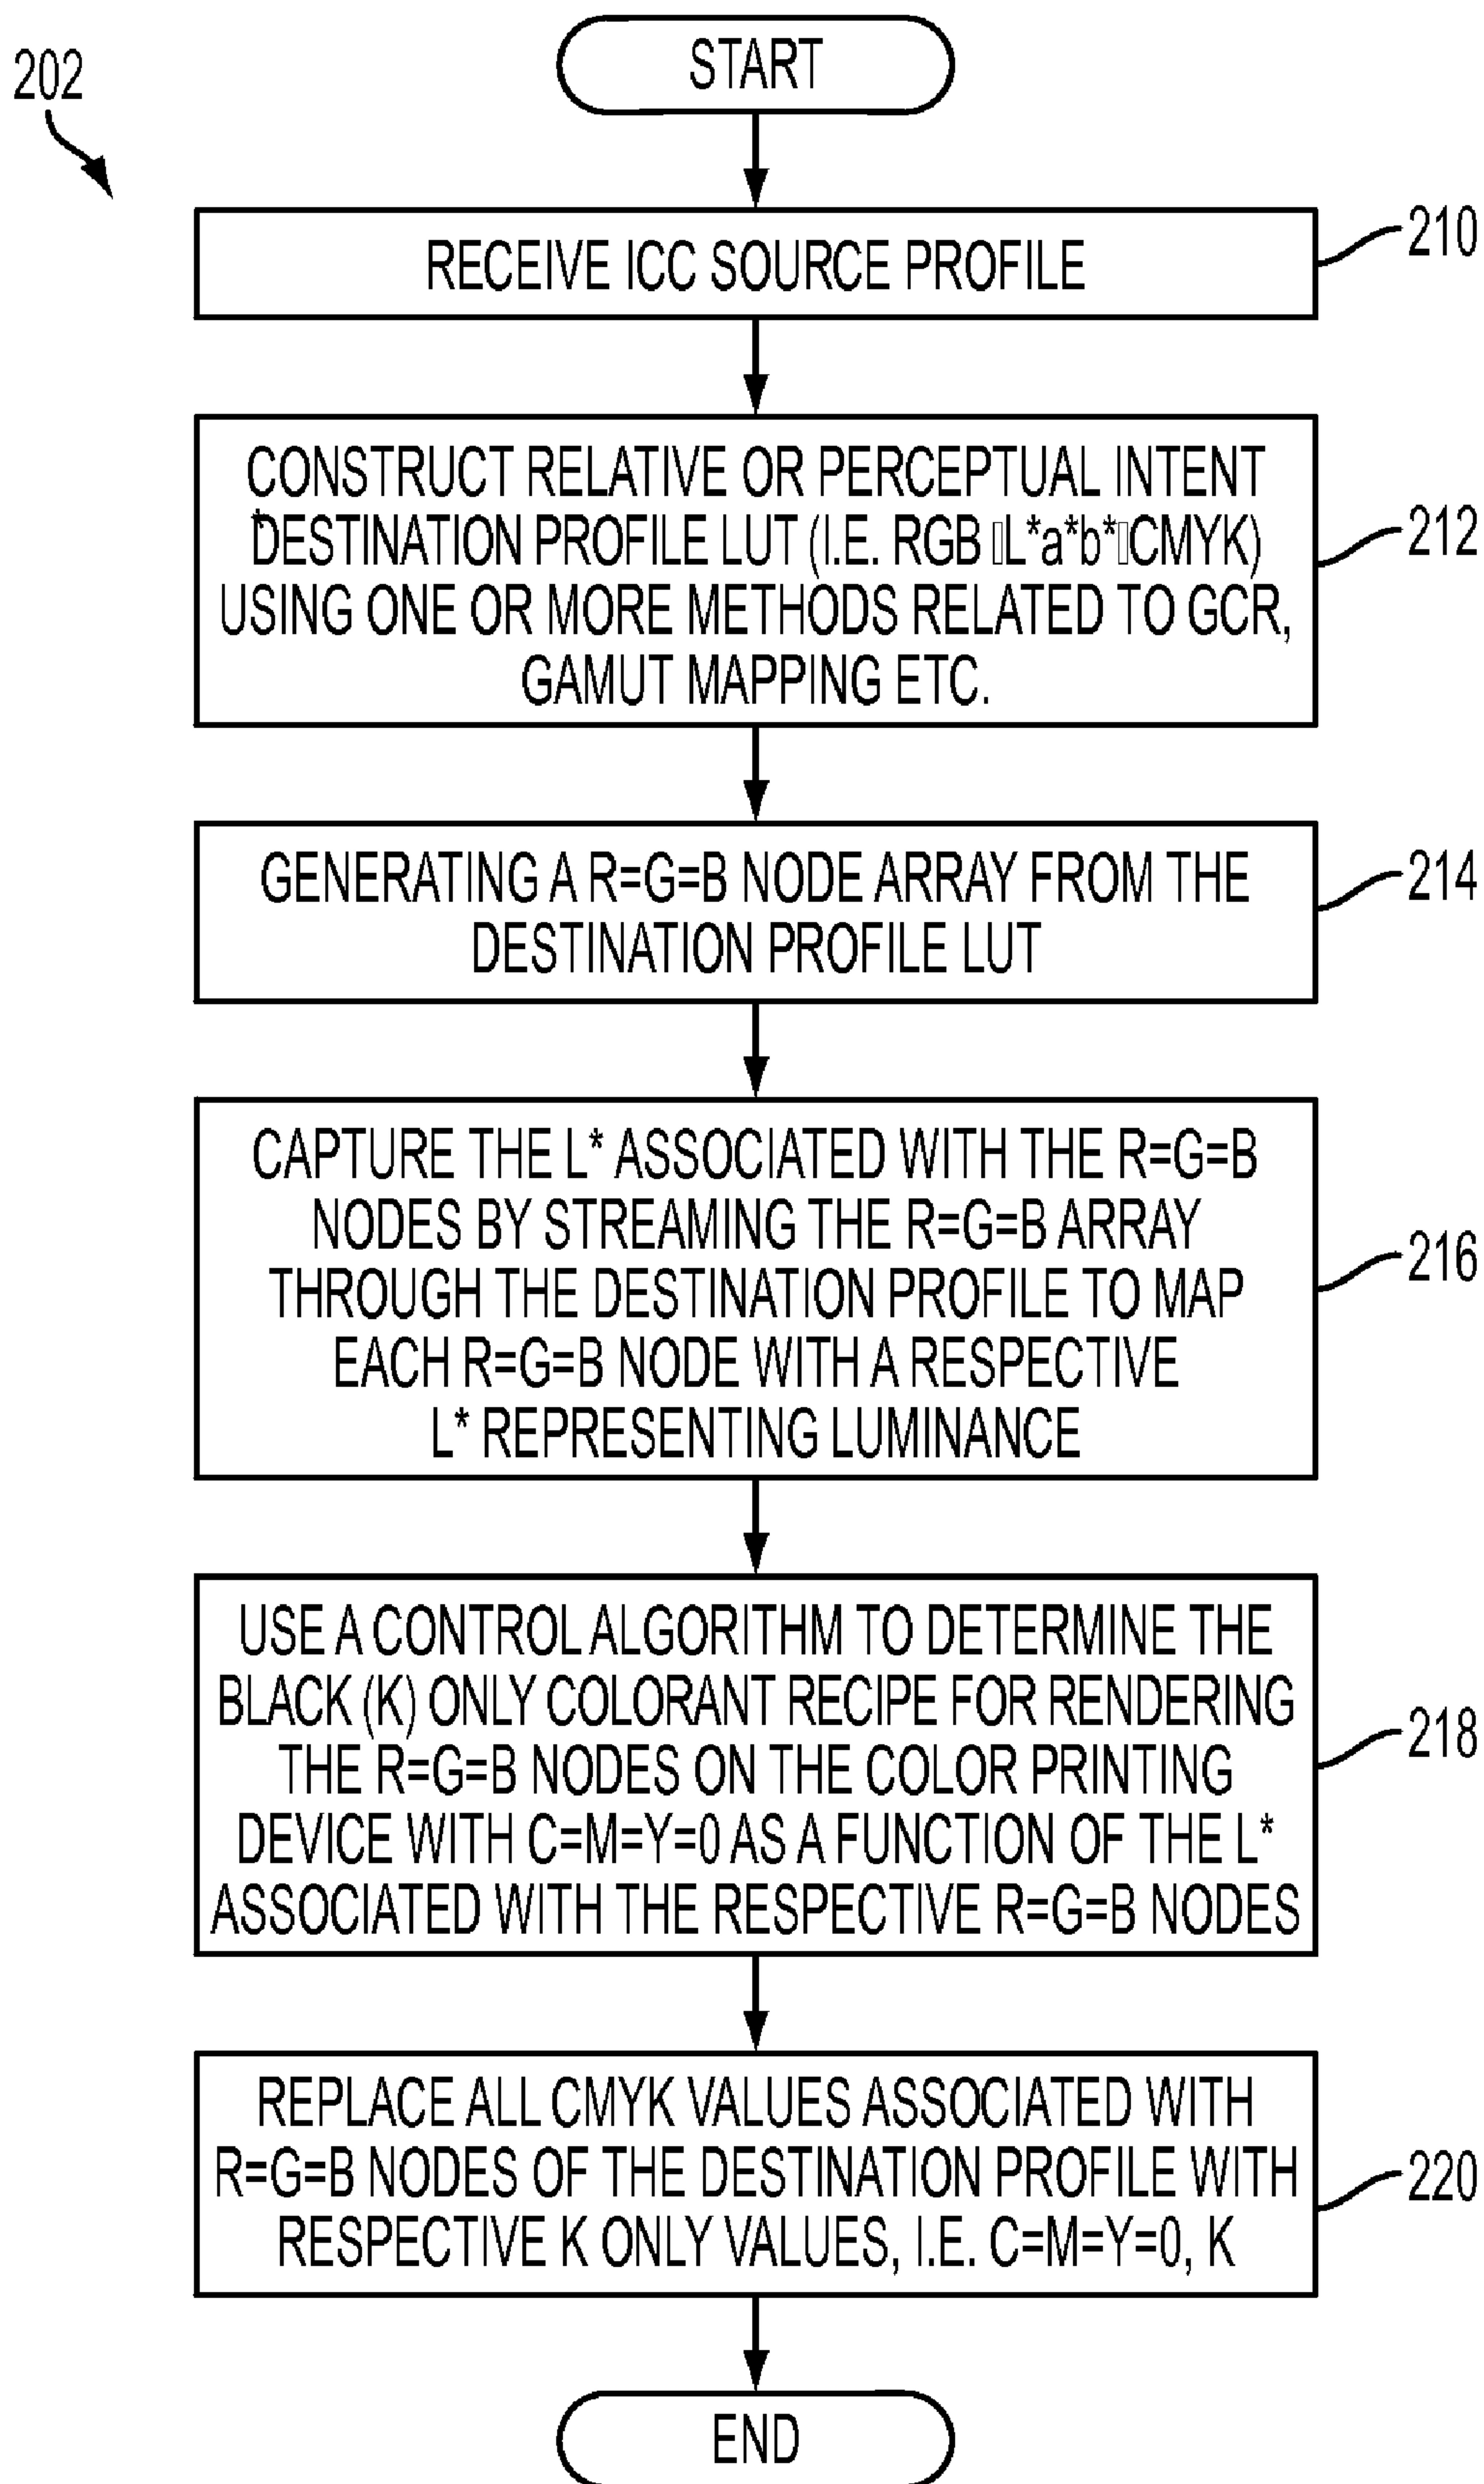 202
START
RECEIVE ICC SOURCE PROFILE
210
CONSTRUCT RELATIVE OR PERCEPTUAL INTENT
DESTINATION PROFILE LUT (I.E. RGB ▯L*a*b*▯CMYK)
USING ONE OR MORE METHODS RELATED TO GCR,
GAMUT MAPPING ETC.
212
GENERATING A R=G=B NODE ARRAY FROM THE
DESTINATION PROFILE LUT
214
CAPTURE THE L* ASSOCIATED WITH THE R=G=B
NODES BY STREAMING THE R=G=B ARRAY
THROUGH THE DESTINATION PROFILE TO MAP
EACH R=G=B NODE WITH A RESPECTIVE
L* REPRESENTING LUMINANCE
216
USE A CONTROL ALGORITHM TO DETERMINE THE
BLACK (K) ONLY COLORANT RECIPE FOR RENDERING
THE R=G=B NODES ON THE COLOR PRINTING
DEVICE WITH C=M=Y=0 AS A FUNCTION OF THE L*
ASSOCIATED WITH THE RESPECTIVE R=G=B NODES
218
REPLACE ALL CMYK VALUES ASSOCIATED WITH
R=G=B NODES OF THE DESTINATION PROFILE WITH
RESPECTIVE K ONLY VALUES, I.E. C=M=Y=0, K
220
END